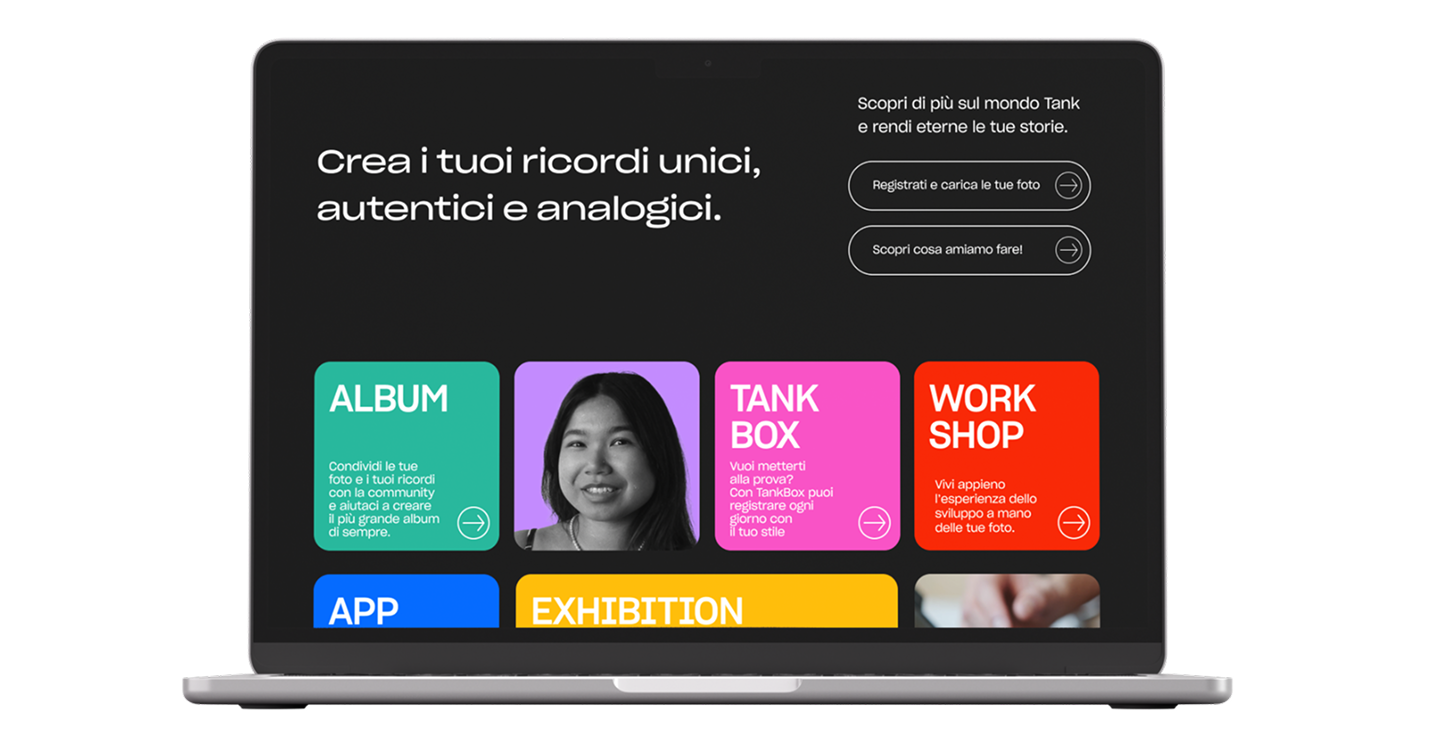 Crea i tuoi ricordi unici,
autentici e analogici.
Scopri di più sul mondo Tank
e rendi eterne le tue storie.
Registrati e carica le tue foto
Scopri cosa amiamo fare!
ALBUM
Condividi le tue
foto e i tuoi ricordi
con la community
e aiutaci a creare
il più grande album
di sempre.
TANK
BOX
Vuoi metterti
alla prova?
Con TankBox puoi
registrare ogni
giorno con
il tuo stile
WORK
SHOP
Vivi appieno
l'esperienza dello
sviluppo a mano
delle tue foto.
APP
EXHIBITION